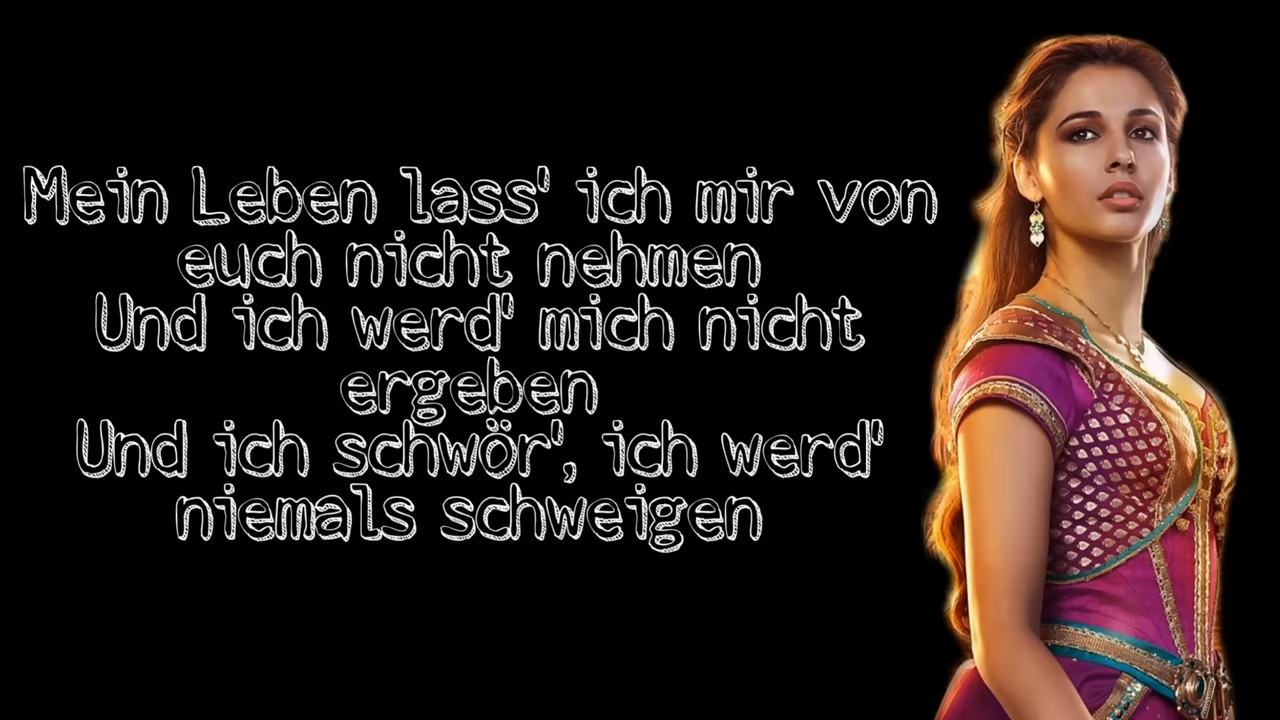 Mein Leben lass' ich mir von
euch nicht nehmen
Und ich werd' mich nicht
ergeben
Und ich schwör', ich werd'
niemals schweigen